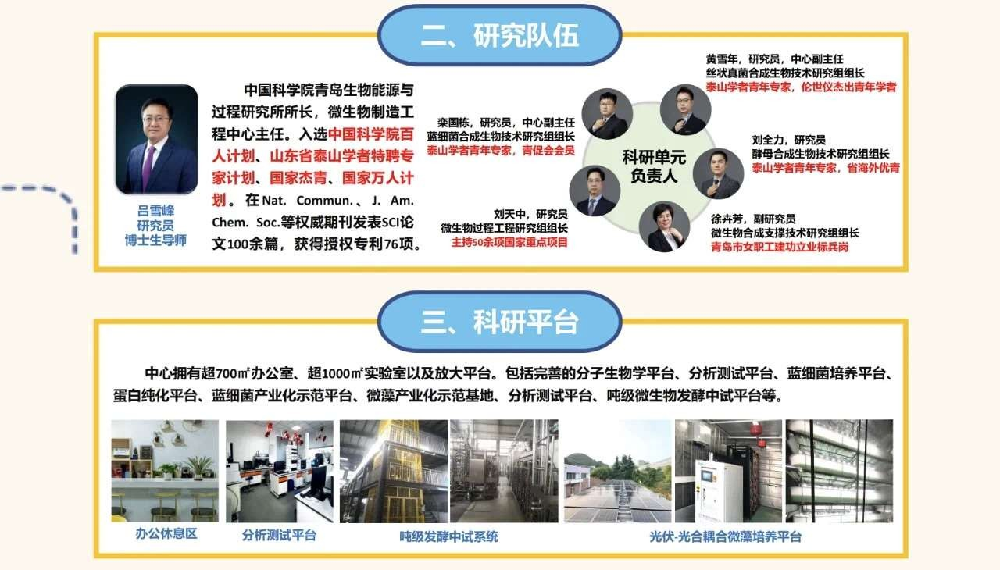 二、研究队伍
吕雪峰
研究员
博士生导师
中国科学院青岛生物能源与
过程研究所所长，微生物制造工
程中心主任。入选中国科学院百
人计划、山东省泰山学者特聘专
家计划、国家杰青、国家万人计
划。在Nat. Commun.、J. Am.
Chem. Soc.等权威期刊发表SCI论
文100余篇，获得授权专利76项。
栾国栋，研究员，中心副主任
蓝细菌合成生物技术研究组组长
泰山学者青年专家，青促会会员
刘天中，研究员
微生物过程工程研究组组长
主持50余项国家重点项目
科研单元
负责人
黄雪年，研究员，中心副主任
丝状真菌合成生物技术研究组组长
泰山学者青年专家，伦世仪杰出青年学者
刘全力，研究员
酵母合成生物技术研究组组长
泰山学者青年专家，省海外优青
徐卉芳，副研究员
微生物合成支撑技术研究组组长
青岛市女职工建功立业标兵岗
三、科研平台
中心拥有超700㎡办公室、超1000㎡实验室以及放大平台。包括完善的分子生物学平台、分析测试平台、蓝细菌培养平台、
蛋白纯化平台、蓝细菌产业化示范平台、微藻产业化示范基地、分析测试平台、吨级微生物发酵中试平台等。
办公休息区
分析测试平台
吨级发酵中试系统
光伏-光合耦合微藻培养平台